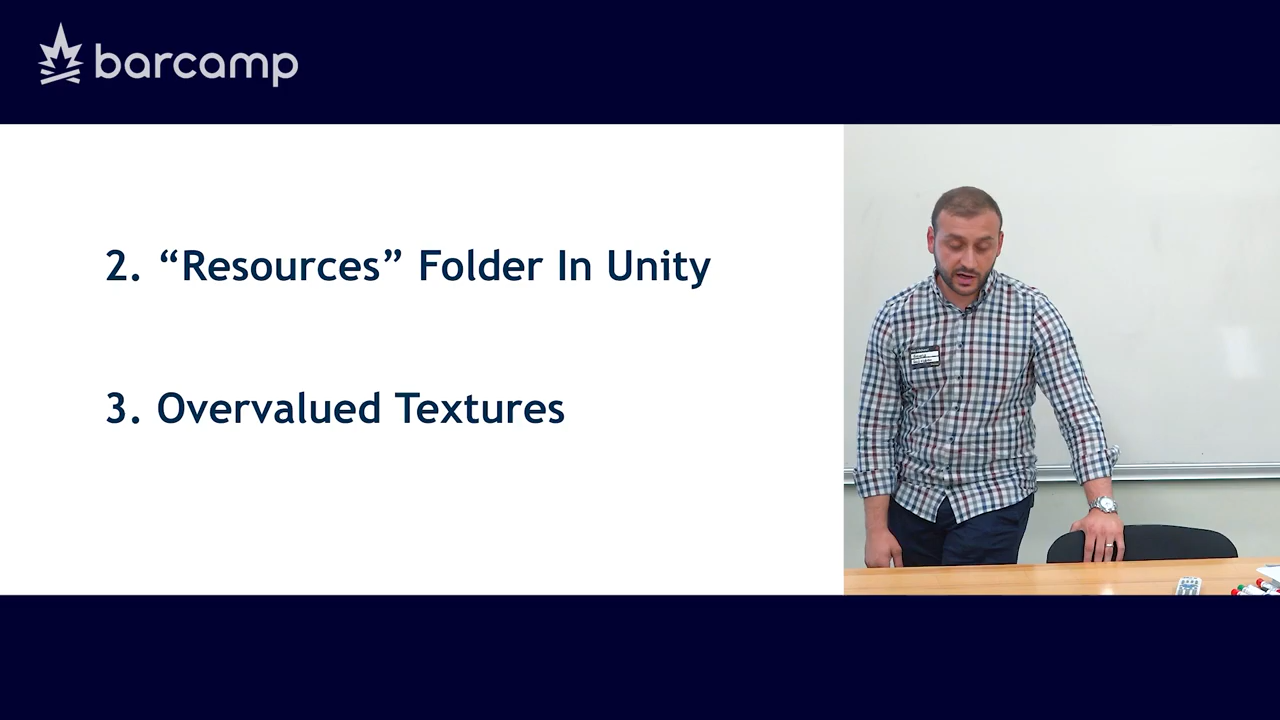 barcamp
2. “Resources” Folder In Unity
3. Overvalued Textures